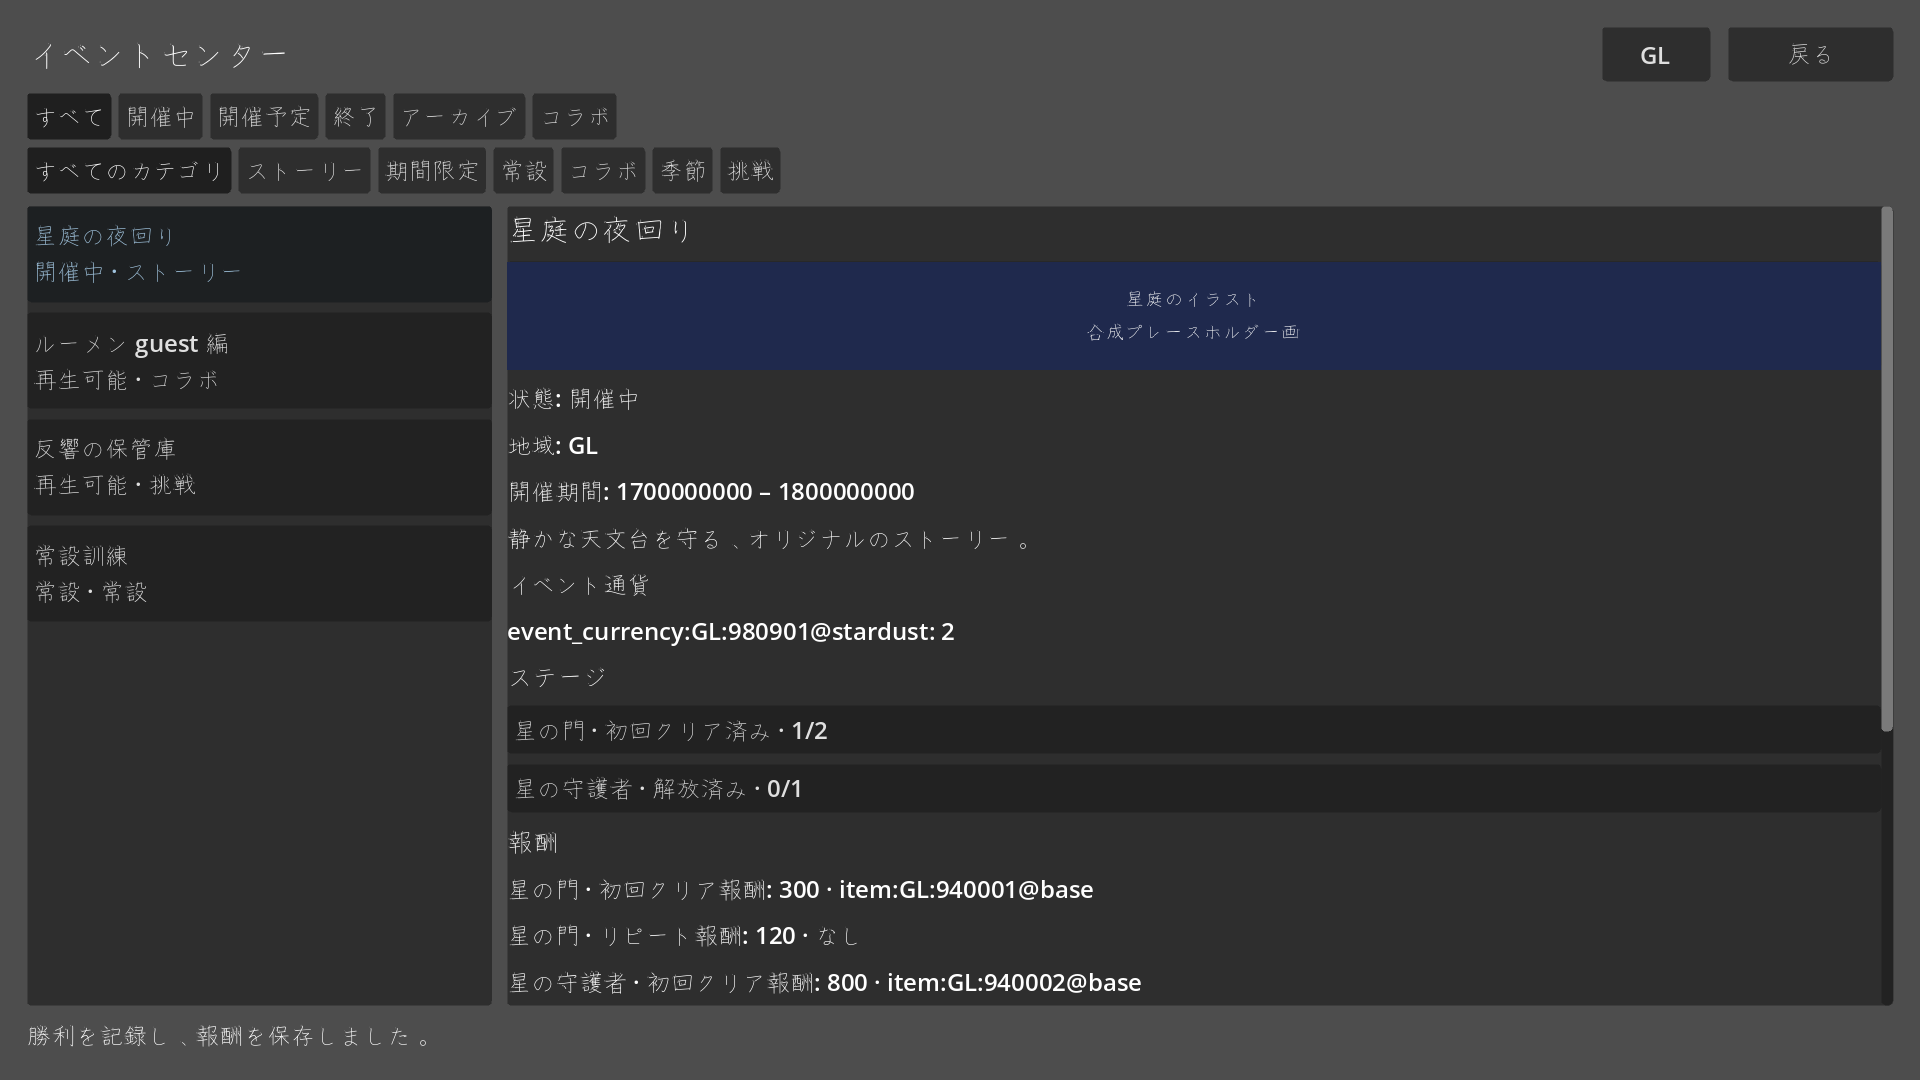 イベントセンター
GL
戻る
すべて
開催中
開催予定
終了
アーカイブ
コラボ
すべてのカテゴリ
ストーリー
期間限定
常設
コラボ
季節
挑戦
星庭の夜回り
開催中・ストーリー
ルーメン guest 編
再生可能・コラボ
反響の保管庫
再生可能・挑戦
常設訓練
常設・常設
星庭の夜回り
星庭のイラスト
合成プレースホルダー画
状態: 開催中
地域: GL
開催期間: 1700000000 – 1800000000
静かな天文台を守る、オリジナルのストーリー。
イベント通貨
event_currency:GL:980901@stardust: 2
ステージ
星の門・初回クリア済み · 1/2
星の守護者・解放済み · 0/1
報酬
星の門・初回クリア報酬: 300 · item:GL:940001@base
星の門・リピート報酬: 120 · なし
星の守護者・初回クリア報酬: 800 · item:GL:940002@base
勝利を記録し、報酬を保存しました。